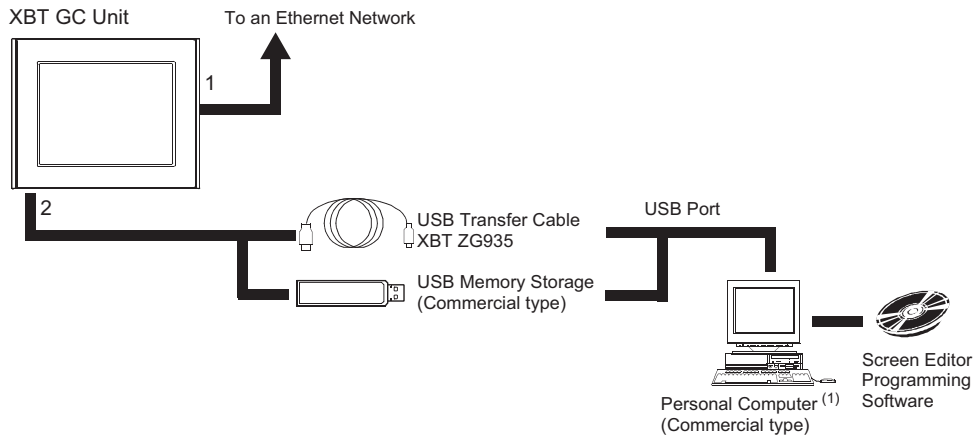 XBT GC Unit
To an Ethernet Network
1
2
USB Transfer Cable
XBT ZG935
USB Port
USB Memory Storage
(Commercial type)
Screen Editor
Programming
Software
Personal Computer (1)
(Commercial type)